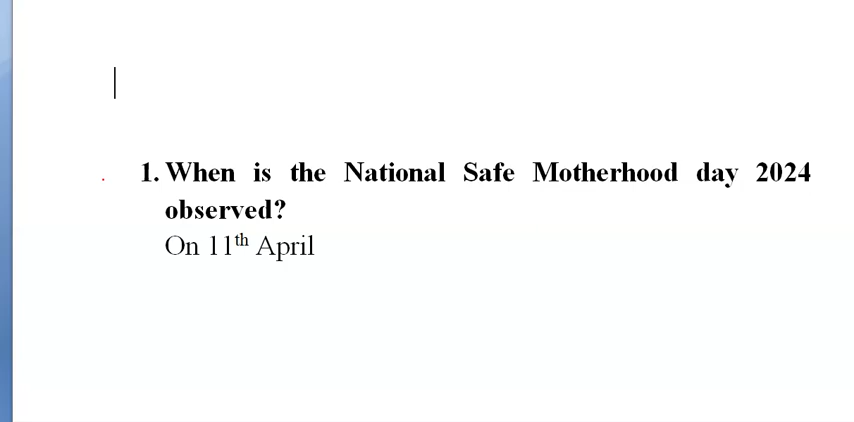 1. When is the National Safe Motherhood day 2024
observed?
On 11th April